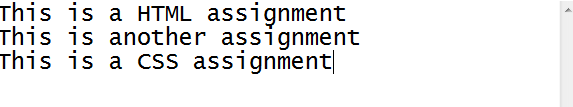 This is a HTML assignment
This is another assignment
This is a CSS assignment